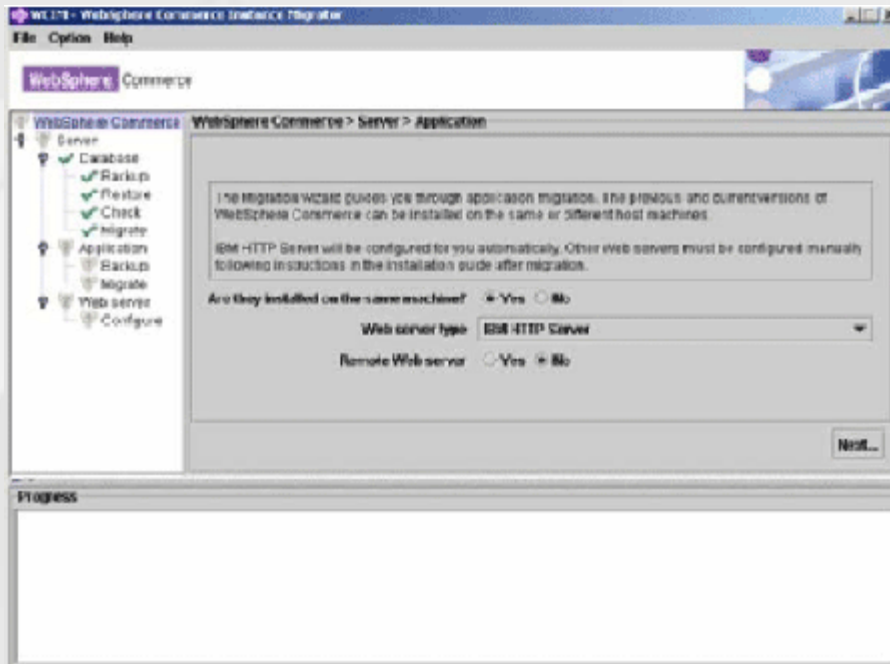 WCIM - WebSphere Commerce Instance Migrator
File Option Help
WebSphere Commerce
WebSphere Commerce
Server
Database
Backup
Restore
Check
Migrate
Application
Backup
Migrate
Web server
Configure
WebSphere Commerce > Server > Application
The Migration wizard guides you through application migration. The previous and current versions of
WebSphere Commerce can be installed on the same or different host machines.
IBM HTTP Server will be configured for you automatically. Other Web servers must be configured manually
following instructions in the installation guide after migration.
Are they installed on the same machine? Yes No
Web server type IBM HTTP Server
Remote Web server Yes No
Next...
Progress